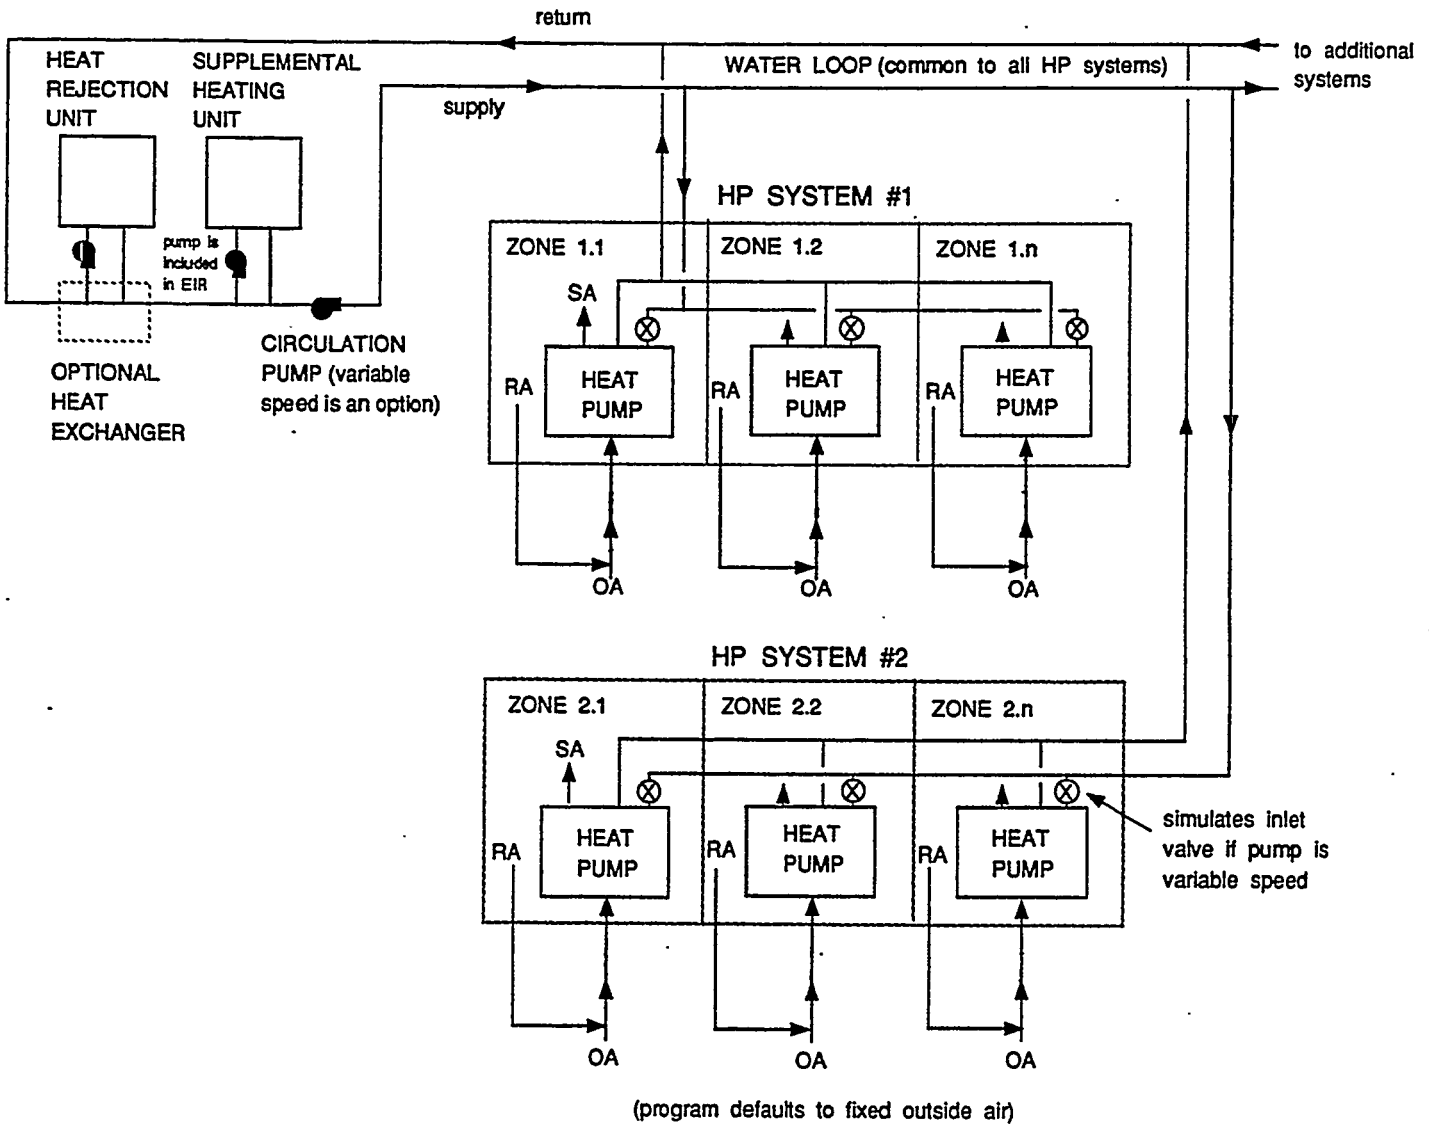 return
to additional
systems
WATER LOOP (common to all HP systems)
supply
HEAT
REJECTION
UNIT
SUPPLEMENTAL
HEATING
UNIT
pump is
included
in EIR
OPTIONAL
HEAT
EXCHANGER
CIRCULATION
PUMP (variable
speed is an option)
HP SYSTEM #1
ZONE 1.1
ZONE 1.2
ZONE 1.n
SA
RA
HEAT
PUMP
RA
HEAT
PUMP
RA
HEAT
PUMP
OA
OA
OA
HP SYSTEM #2
ZONE 2.1
ZONE 2.2
ZONE 2.n
SA
RA
HEAT
PUMP
RA
HEAT
PUMP
RA
HEAT
PUMP
simulates inlet
valve if pump is
variable speed
OA
OA
OA
(program defaults to fixed outside air)